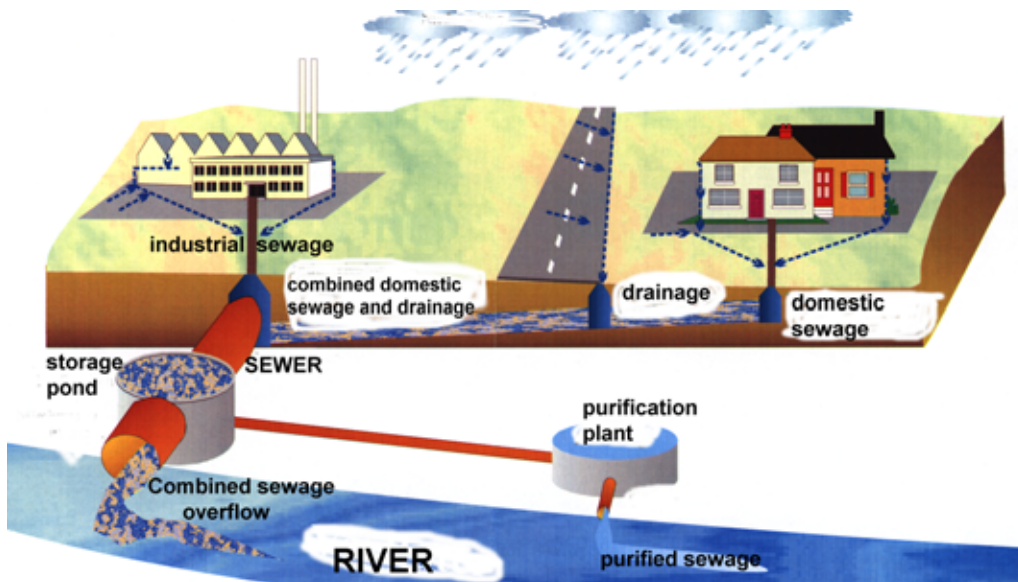 industrial sewage
combined domestic
sewage and drainage
drainage
domestic
sewage
storage
pond
SEWER
purification
plant
Combined sewage
overflow
RIVER
purified sewage